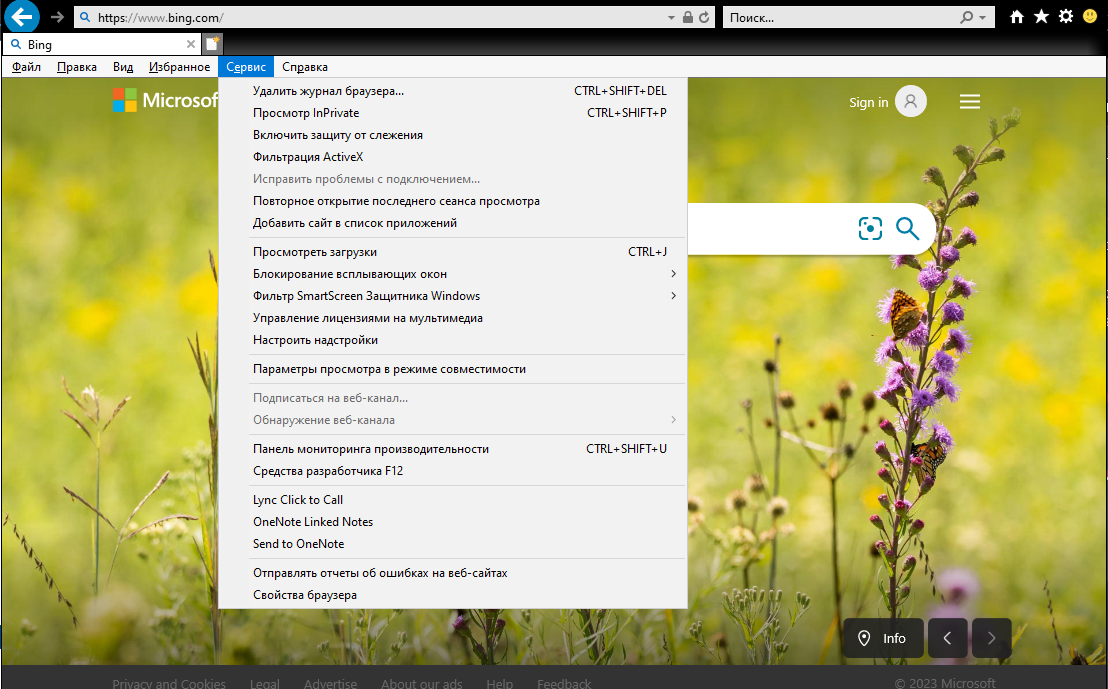 https://www.bing.com/
Поиск...
Bing
Файл Правка Вид Избранное Сервис Справка
Удалить журнал браузера... CTRL+SHIFT+DEL
Просмотр InPrivate CTRL+SHIFT+P
Включить защиту от слежения
Фильтрация ActiveX
Исправить проблемы с подключением...
Повторное открытие последнего сеанса просмотра
Добавить сайт в список приложений
Просмотреть загрузки CTRL+J
Блокирование всплывающих окон
Фильтр SmartScreen Защитника Windows
Управление лицензиями на мультимедиа
Настроить надстройки
Параметры просмотра в режиме совместимости
Подписаться на веб-канал...
Обнаружение веб-канала
Панель мониторинга производительности CTRL+SHIFT+U
Средства разработчика F12
Lync Click to Call
OneNote Linked Notes
Send to OneNote
Отправлять отчеты об ошибках на веб-сайтах
Свойства браузера
Microsof
Sign in
Info
Privacy and Cookies Legal Advertise About our ads Help Feedback © 2023 Microsoft